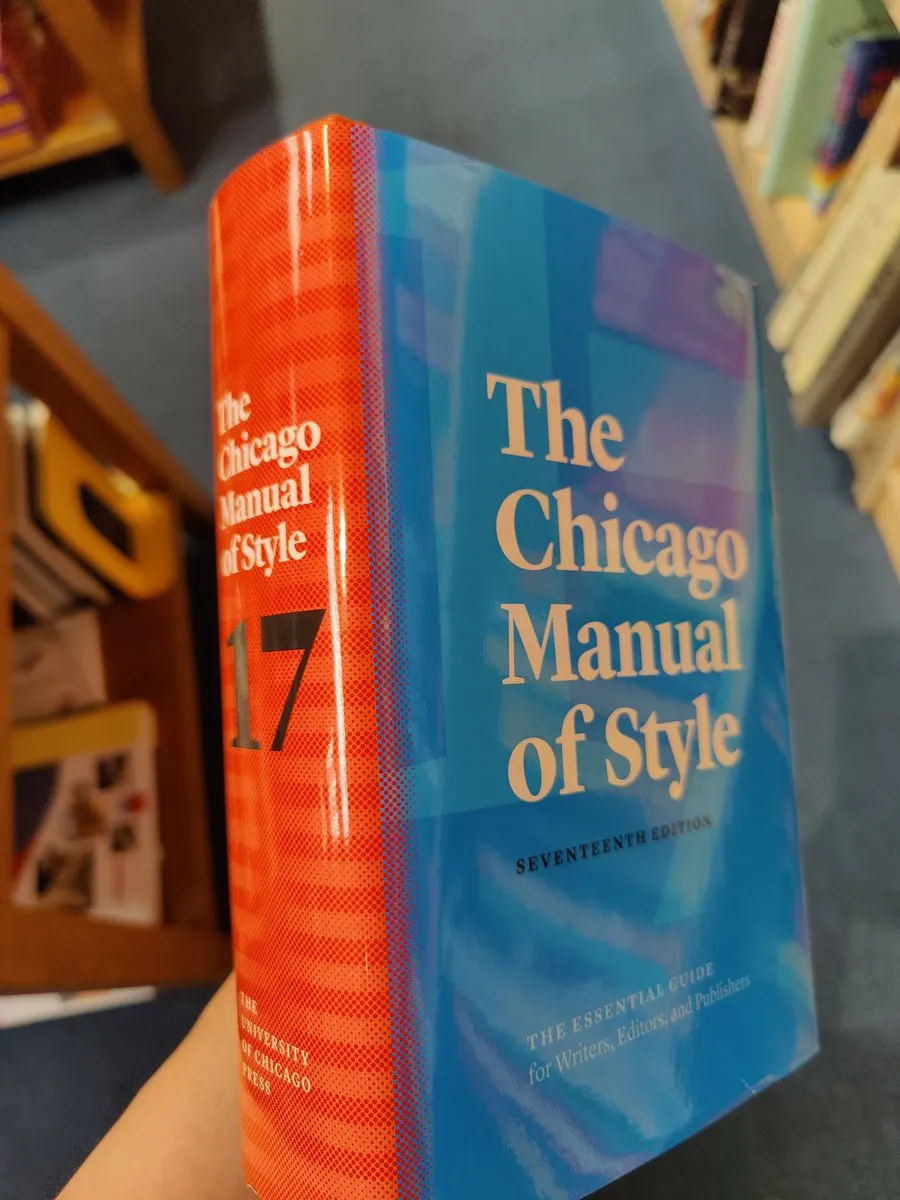 The
Chicago
Manual
of Style
17
THE
UNIVERSITY
OF CHICAGO
PRESS
The
Chicago
Manual
of Style
SEVENTEENTH EDITION
THE ESSENTIAL GUIDE
for Writers, Editors, and Publishers